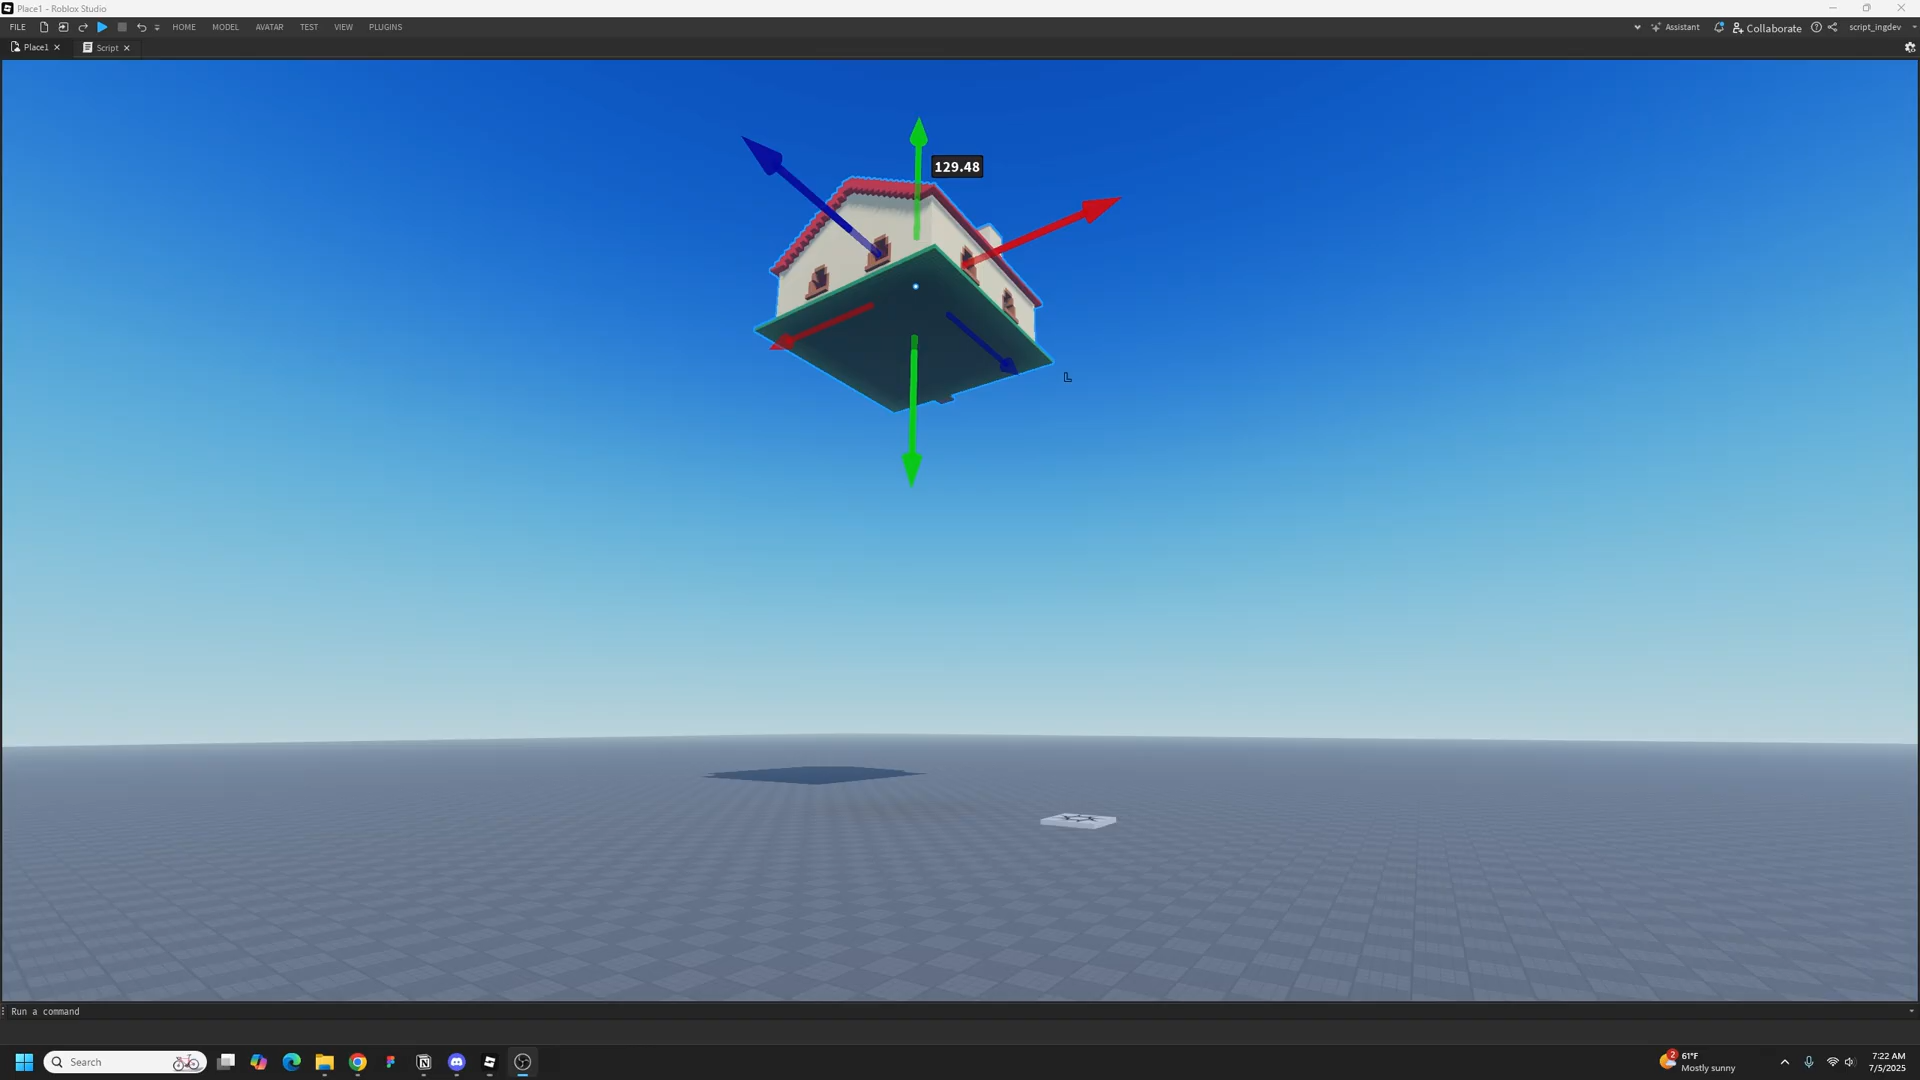 Place1 - Roblox Studio
FILE HOME MODEL AVATAR TEST VIEW PLUGINS Assistant Collaborate script_ingdev
Place1 Script
129.48
Run a command
Search
2 61°F 7:22 AM
Mostly sunny 7/5/2025